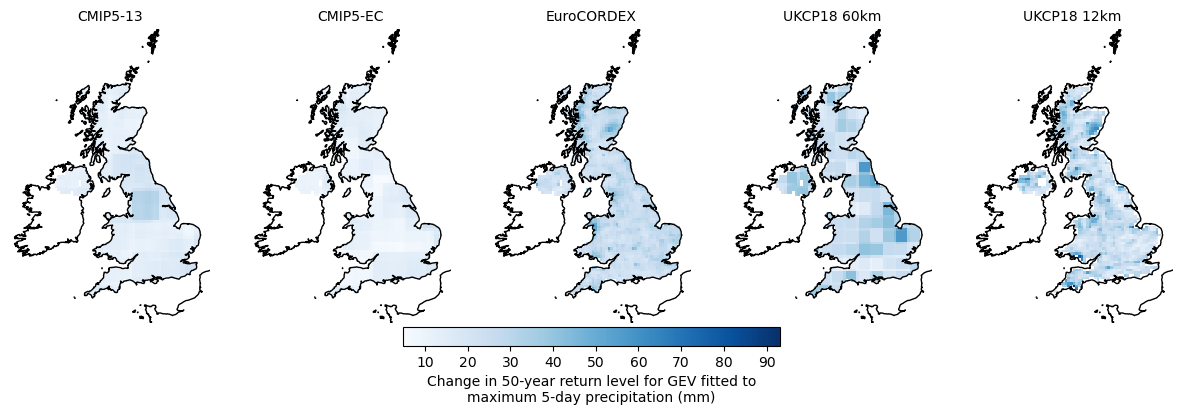 CMIP5-13
CMIP5-EC
EuroCORDEX
UKCP18 60km
UKCP18 12km
10 20 30 40 50 60 70 80 90
Change in 50-year return level for GEV fitted to
maximum 5-day precipitation (mm)